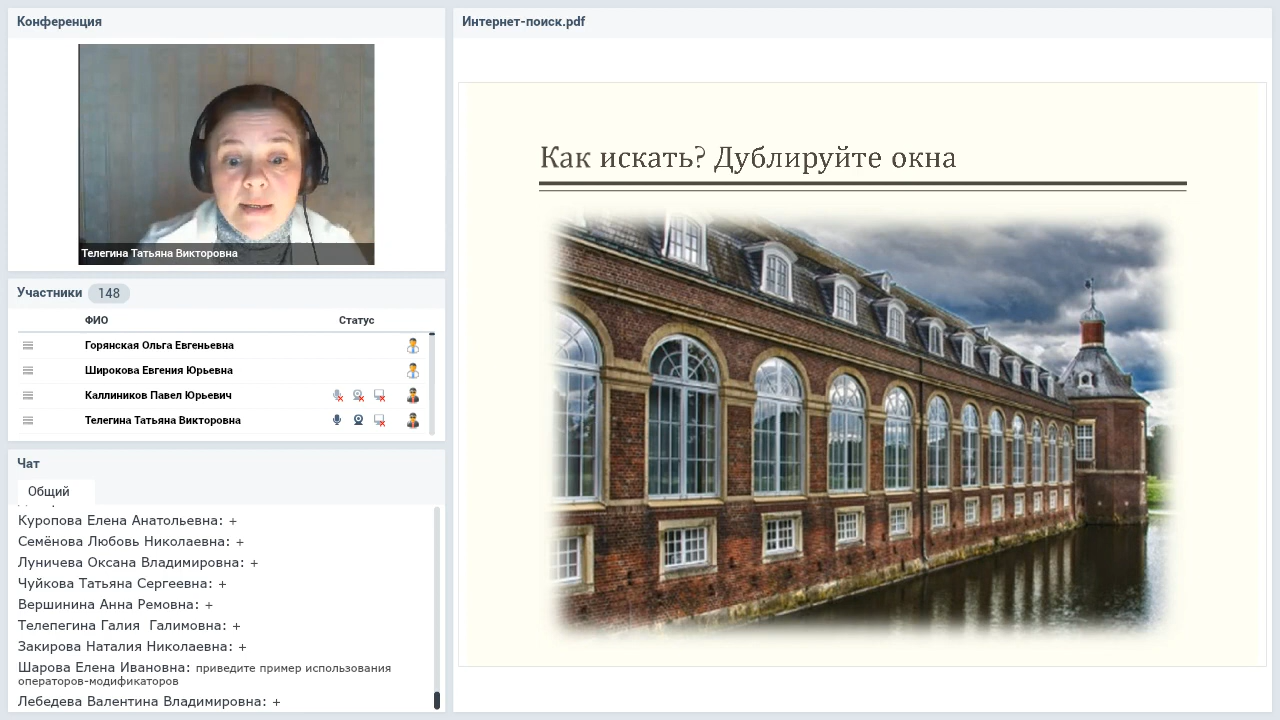 Конференция
Телегина Татьяна Викторовна
Участники 148
ФИО Статус
Горянская Ольга Евгеньевна
Широкова Евгения Юрьевна
Каллиников Павел Юрьевич
Телегина Татьяна Викторовна
Чат
Общий
Куропова Елена Анатольевна: +
Семёнова Любовь Николаевна: +
Луничева Оксана Владимировна: +
Чуйкова Татьяна Сергеевна: +
Вершинина Анна Ремовна: +
Телепегина Галия Галимовна: +
Закирова Наталия Николаевна: +
Шарова Елена Ивановна: приведите пример использования
операторов-модификаторов
Лебедева Валентина Владимировна: +
Интернет-поиск.pdf
Как искать? Дублируйте окна